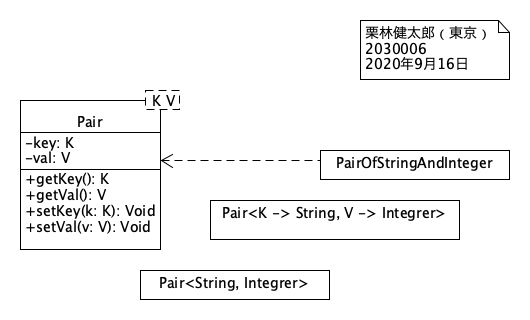 栗林健太郎（東京）
2030006
2020年9月16日
K V
Pair
-key: K
-val: V
+getKey(): K
+getVal(): V
+setKey(k: K): Void
+setVal(v: V): Void
PairOfStringAndInteger
Pair<K -> String, V -> Integrer>
Pair<String, Integrer>